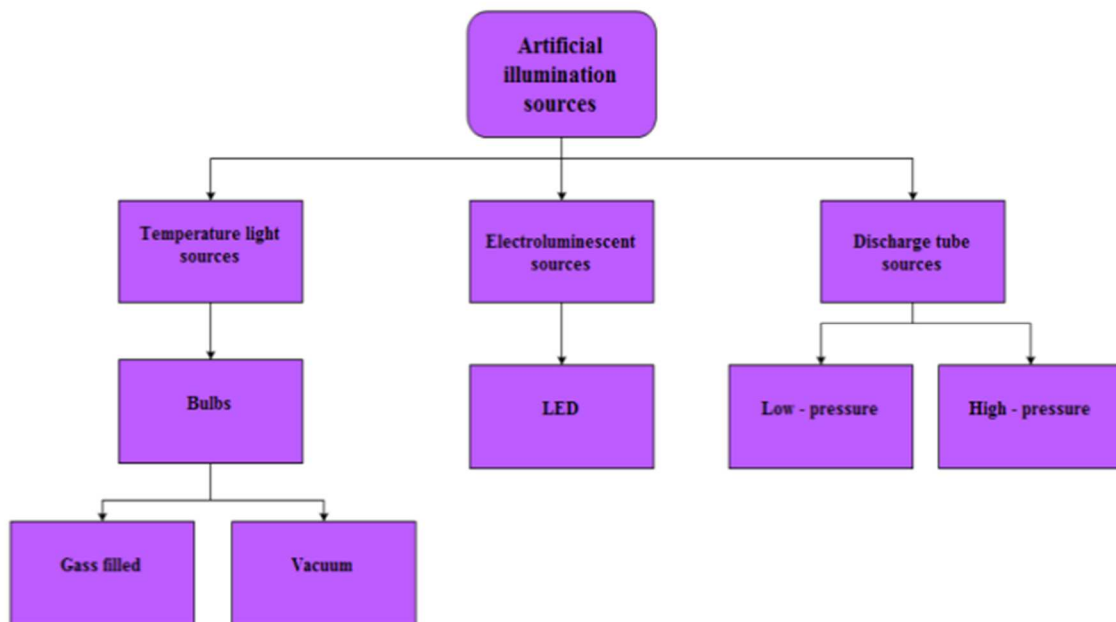 Artificial
illumination
sources
Temperature light
sources
Electroluminescent
sources
Discharge tube
sources
Bulbs
LED
Low - pressure
High - pressure
Gass filled
Vacuum